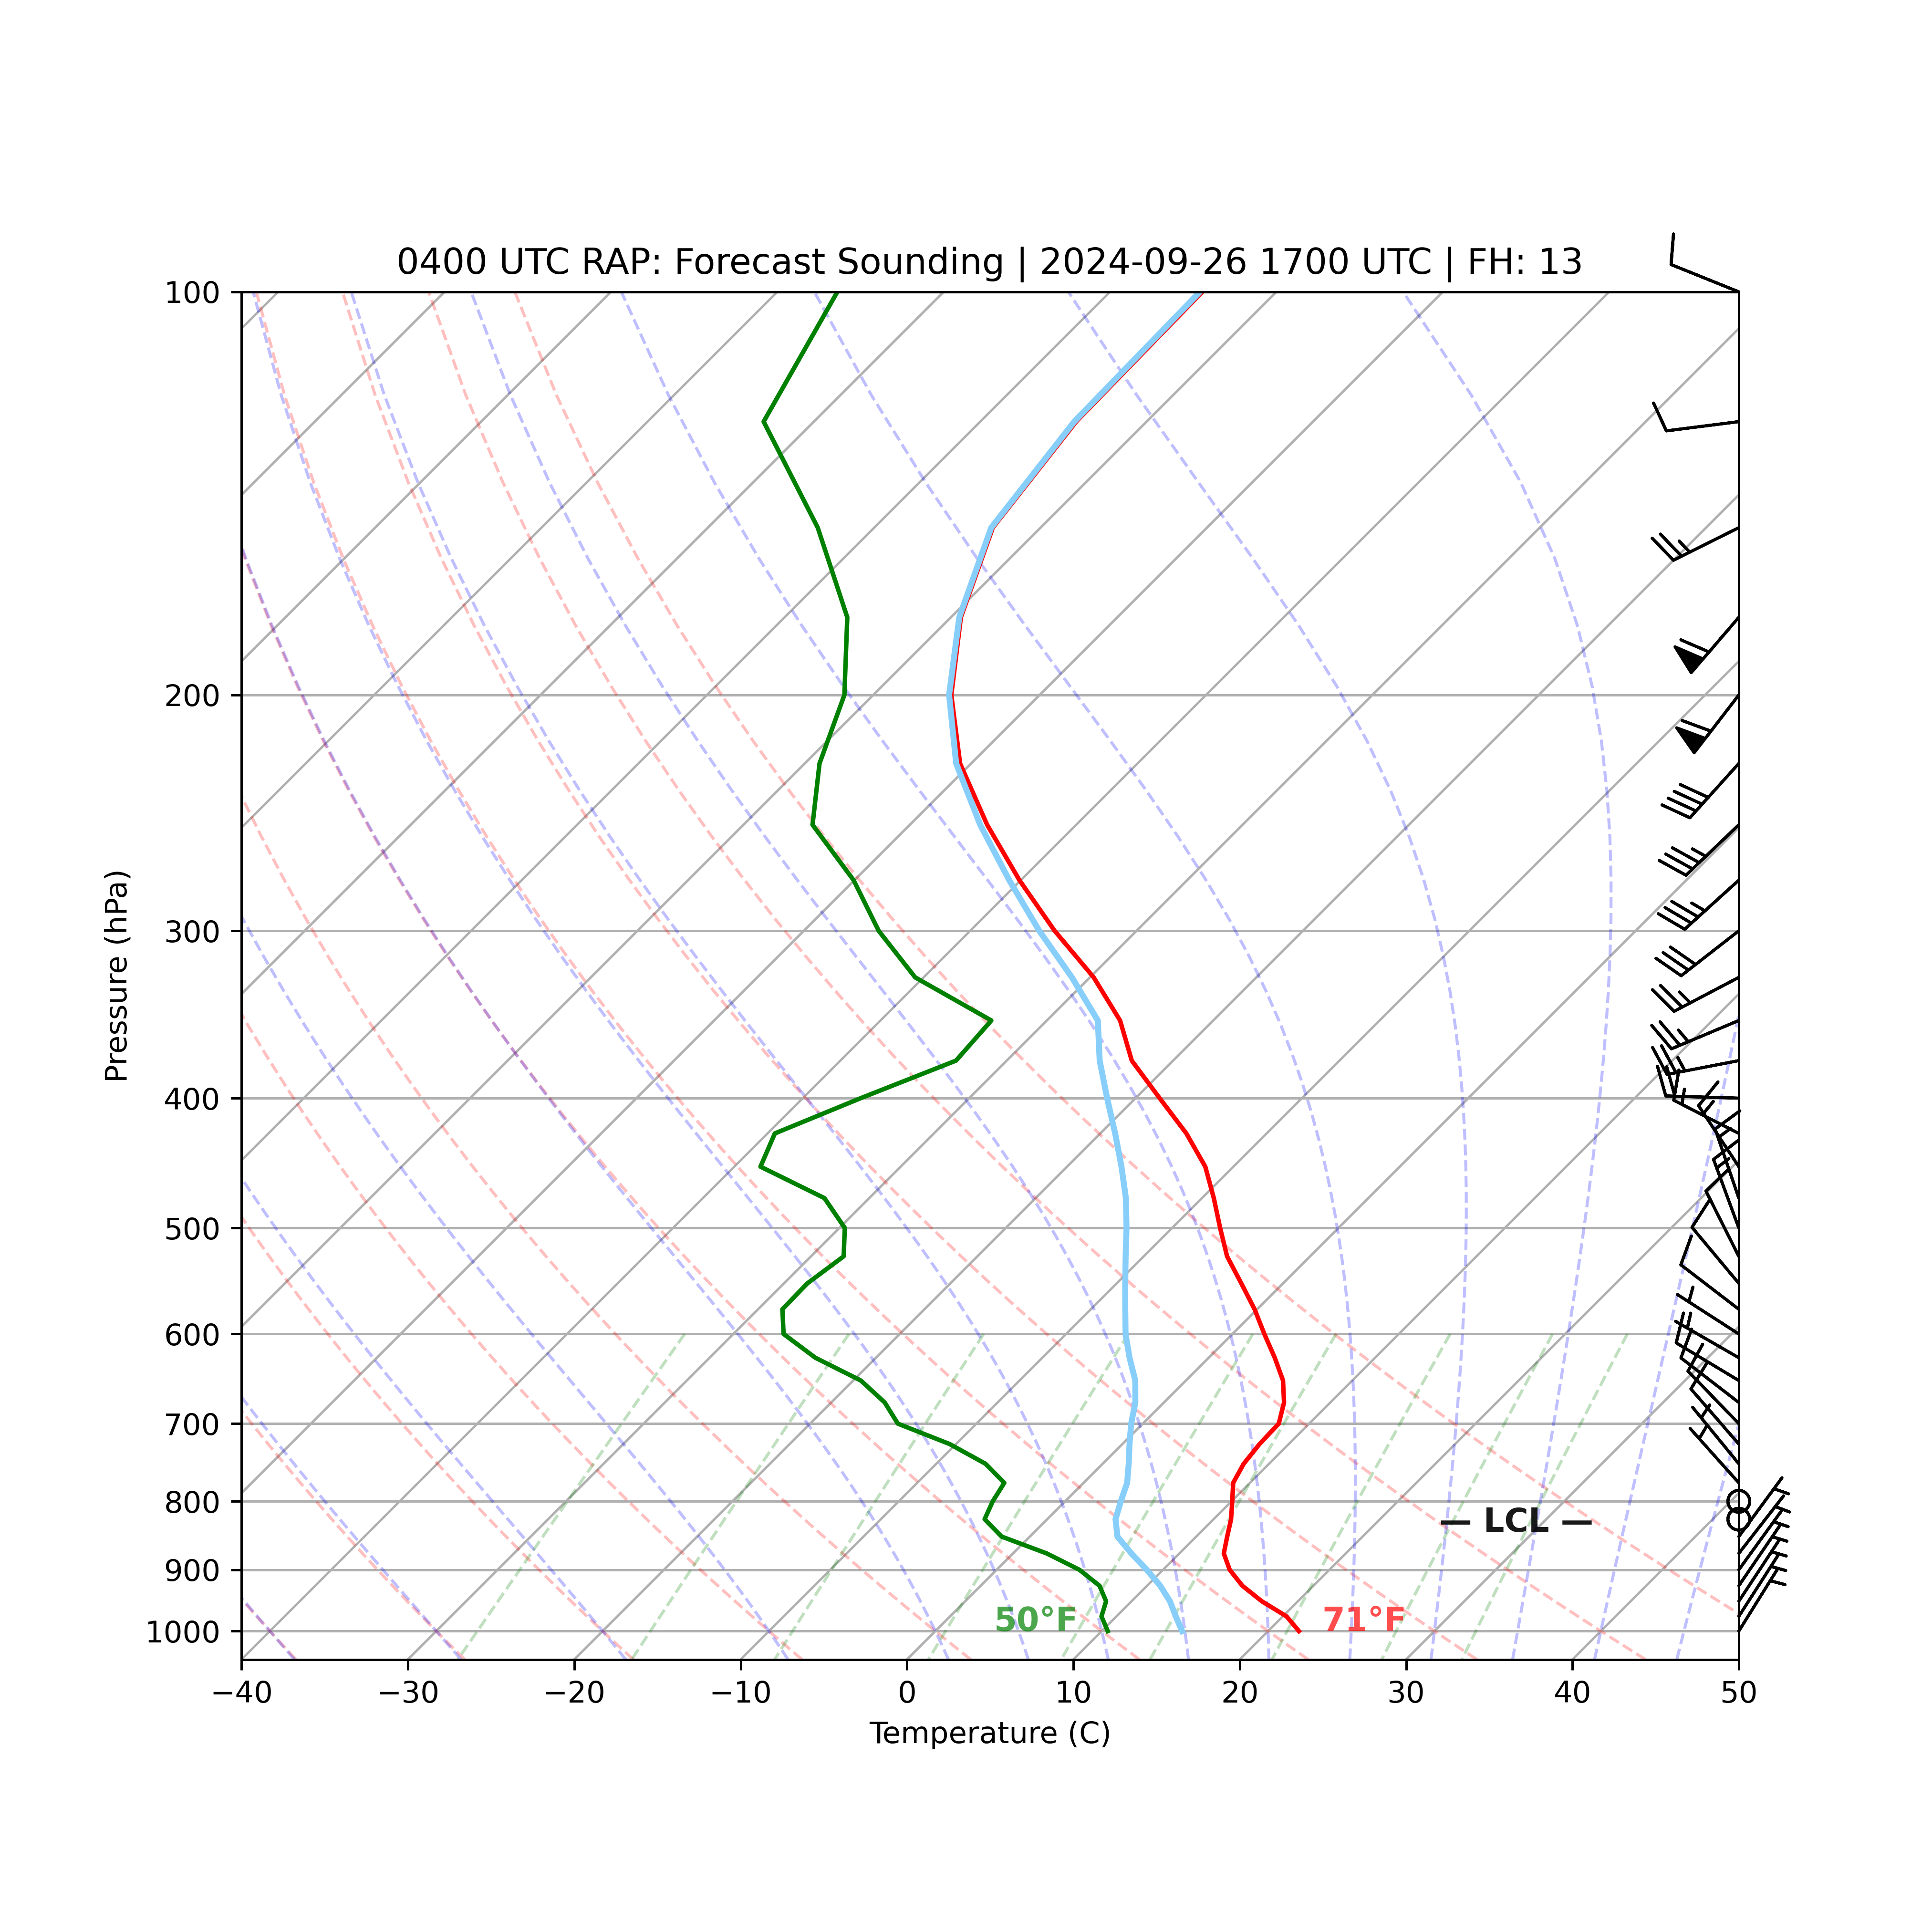 0400 UTC RAP: Forecast Sounding | 2024-09-26 1700 UTC | FH: 13
100
200
300
400
500
600
700
800
900
1000
Pressure (hPa)
— LCL —
50°F
71°F
−40 −30 −20 −10 0 10 20 30 40 50
Temperature (C)